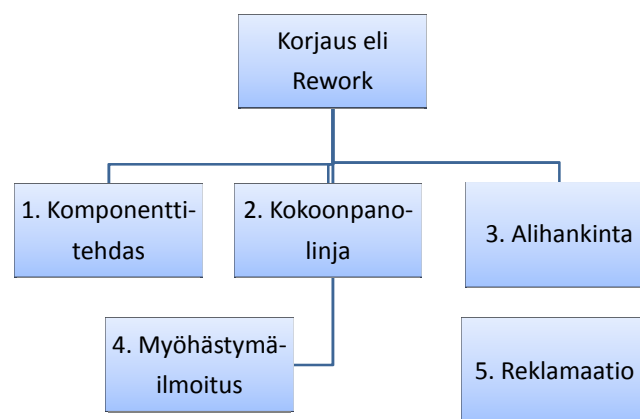 Korjaus eli
Rework
1. Komponentti-
tehdas
2. Kokoonpano-
linja
3. Alihankinta
4. Myöhästymä-
ilmoitus
5. Reklamaatio